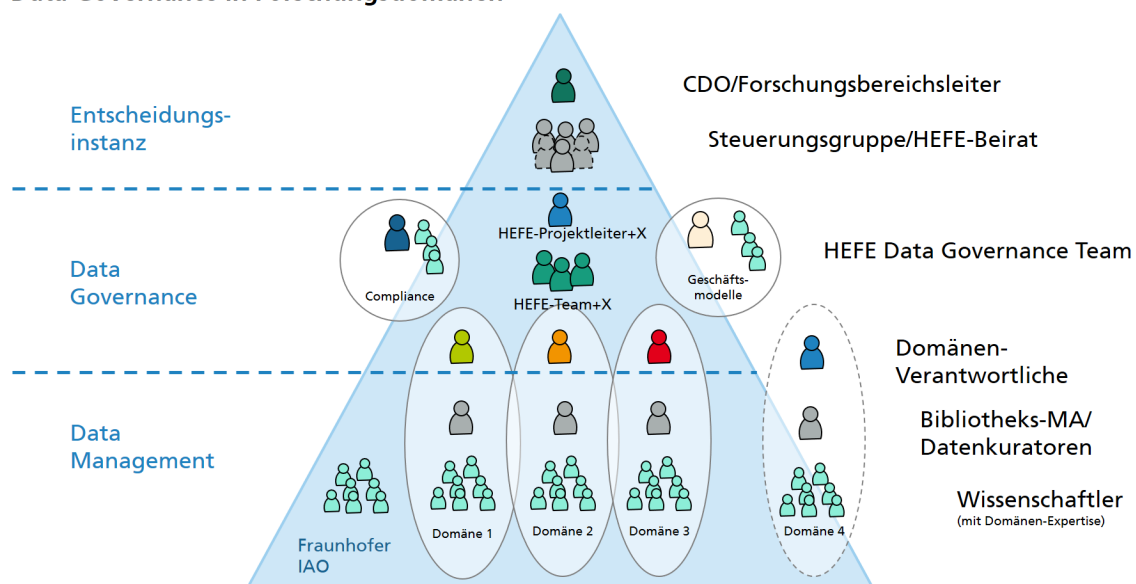 Entscheidungs-
instanz
CDO/Forschungsbereichsleiter
Steuerungsgruppe/HEFE-Beirat
Data
Governance
Compliance
HEFE-Projektleiter+X
HEFE-Team+X
Geschäfts-
modelle
HEFE Data Governance Team
Domänen-
Verantwortliche
Data
Management
Bibliotheks-MA/
Datenkuratoren
Wissenschaftler
(mit Domänen-Expertise)
Fraunhofer
IAO
Domäne 1
Domäne 2
Domäne 3
Domäne 4